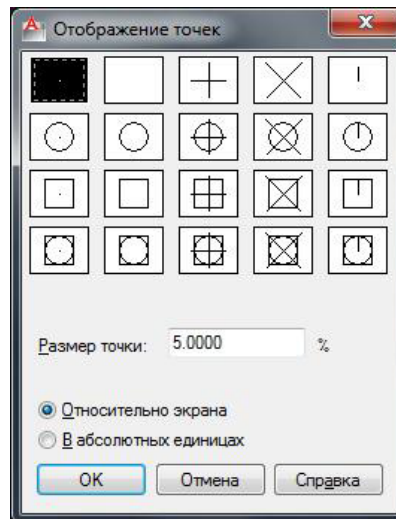 Отображение точек
Размер точки: 5.0000 %
Относительно экрана
В абсолютных единицах
OK Отмена Справка